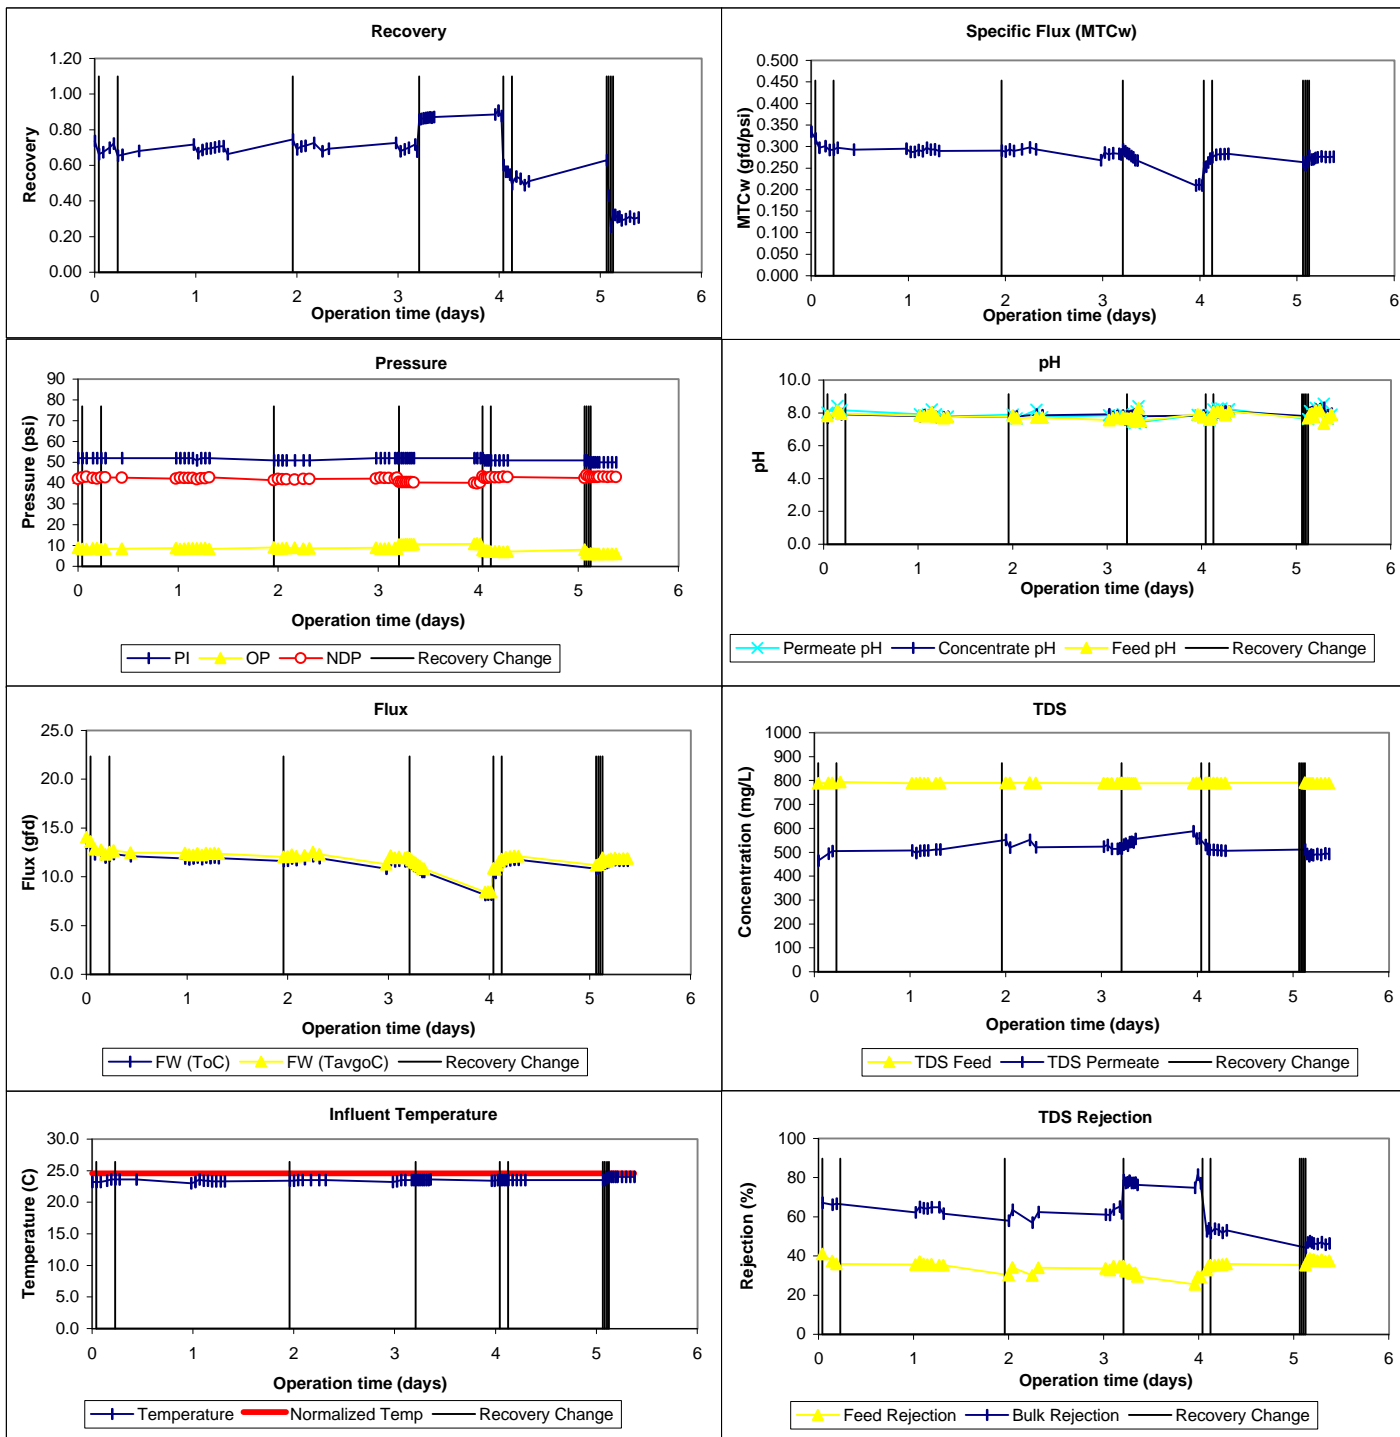 Recovery
1.20
1.00
0.80
0.60
0.40
0.20
0.00
Recovery
0 1 2 3 4 5 6
Operation time (days)
Specific Flux (MTCw)
0.500
0.450
0.400
0.350
0.300
0.250
0.200
0.150
0.100
0.050
0.000
MTCw (gfd/psi)
0 1 2 3 4 5 6
Operation time (days)
Pressure
90
80
70
60
50
40
30
20
10
0
Pressure (psi)
0 1 2 3 4 5 6
Operation time (days)
PI OP NDP Recovery Change
pH
10.0
8.0
6.0
4.0
2.0
0.0
pH
0 1 2 3 4 5 6
Operation time (days)
Permeate pH Concentrate pH Feed pH Recovery Change
Flux
25.0
20.0
15.0
10.0
5.0
0.0
Flux (gfd)
0 1 2 3 4 5 6
Operation time (days)
FW (ToC) FW (TavgoC) Recovery Change
TDS
1000
900
800
700
600
500
400
300
200
100
0
Concentration (mg/L)
0 1 2 3 4 5 6
Operation time (days)
TDS Feed TDS Permeate Recovery Change
Influent Temperature
30.0
25.0
20.0
15.0
10.0
5.0
0.0
Temperature (C)
0 1 2 3 4 5 6
Operation time (days)
Temperature Normalized Temp Recovery Change
TDS Rejection
100
80
60
40
20
0
Rejection (%)
0 1 2 3 4 5 6
Operation time (days)
Feed Rejection Bulk Rejection Recovery Change